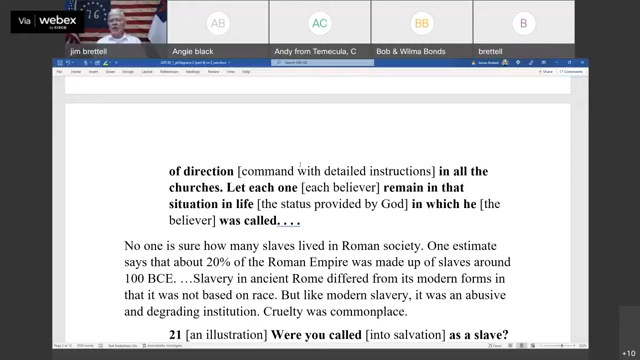 Via webex
BY CISCO
76
AB
AC
BB
B
jim brettell
Angie black
Andy from Temecula, C
Bob & Wilma Bonds
brettell
of direction [command with detailed instructions] in all the
churches. Let each one [each believer] remain in that
situation in life [the status provided by God] in which he [the
believer] was called. . . .
No one is sure how many slaves lived in Roman society. One estimate
says that about 20% of the Roman Empire was made up of slaves around
100 BCE. …Slavery in ancient Rome differed from its modern forms in
that it was not based on race. But like modern slavery, it was an abusive
and degrading institution. Cruelty was commonplace.
21 [an illustration] Were you called [into salvation] as a slave?
+10